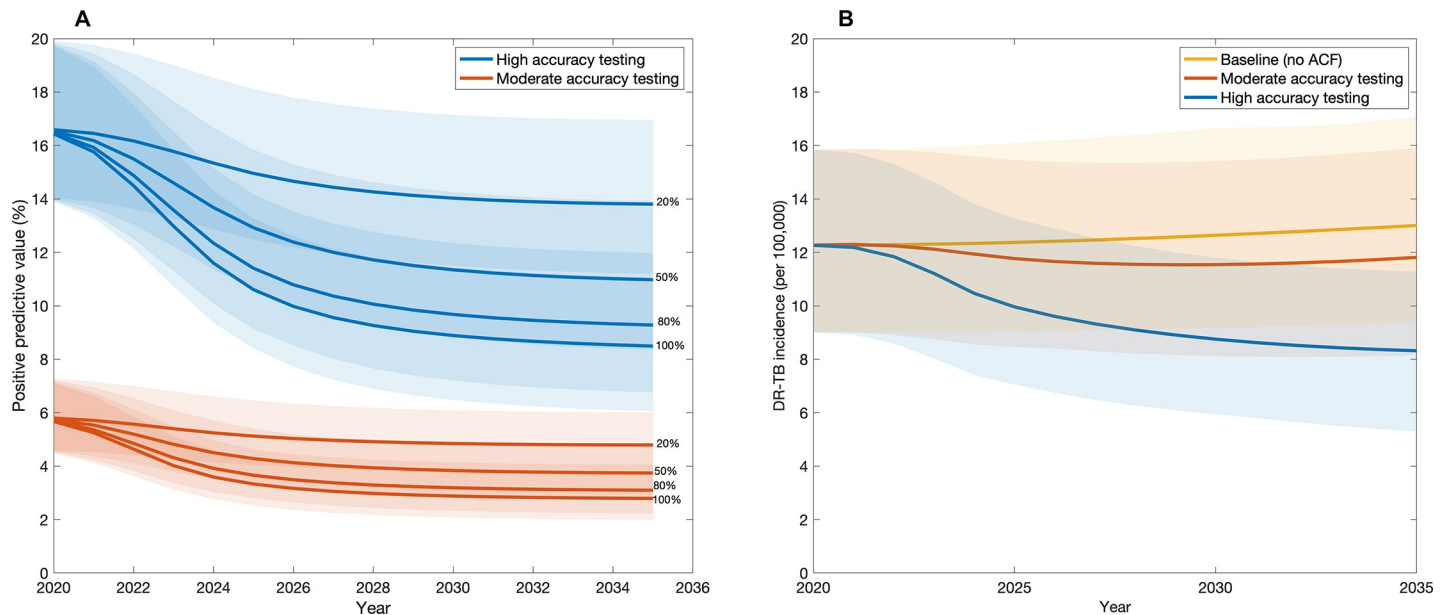 A
B
High accuracy testing
Moderate accuracy testing
Baseline (no ACF)
Moderate accuracy testing
High accuracy testing
Positive predictive value (%)
20
18
16
14
12
10
8
6
4
2
0
20%
50%
80%
100%
20%
50%
80%
100%
2020 2022 2024 2026 2028 2030 2032 2034 2036
Year
DR-TB incidence (per 100,000)
20
18
16
14
12
10
8
6
4
2
0
2020 2025 2030 2035
Year